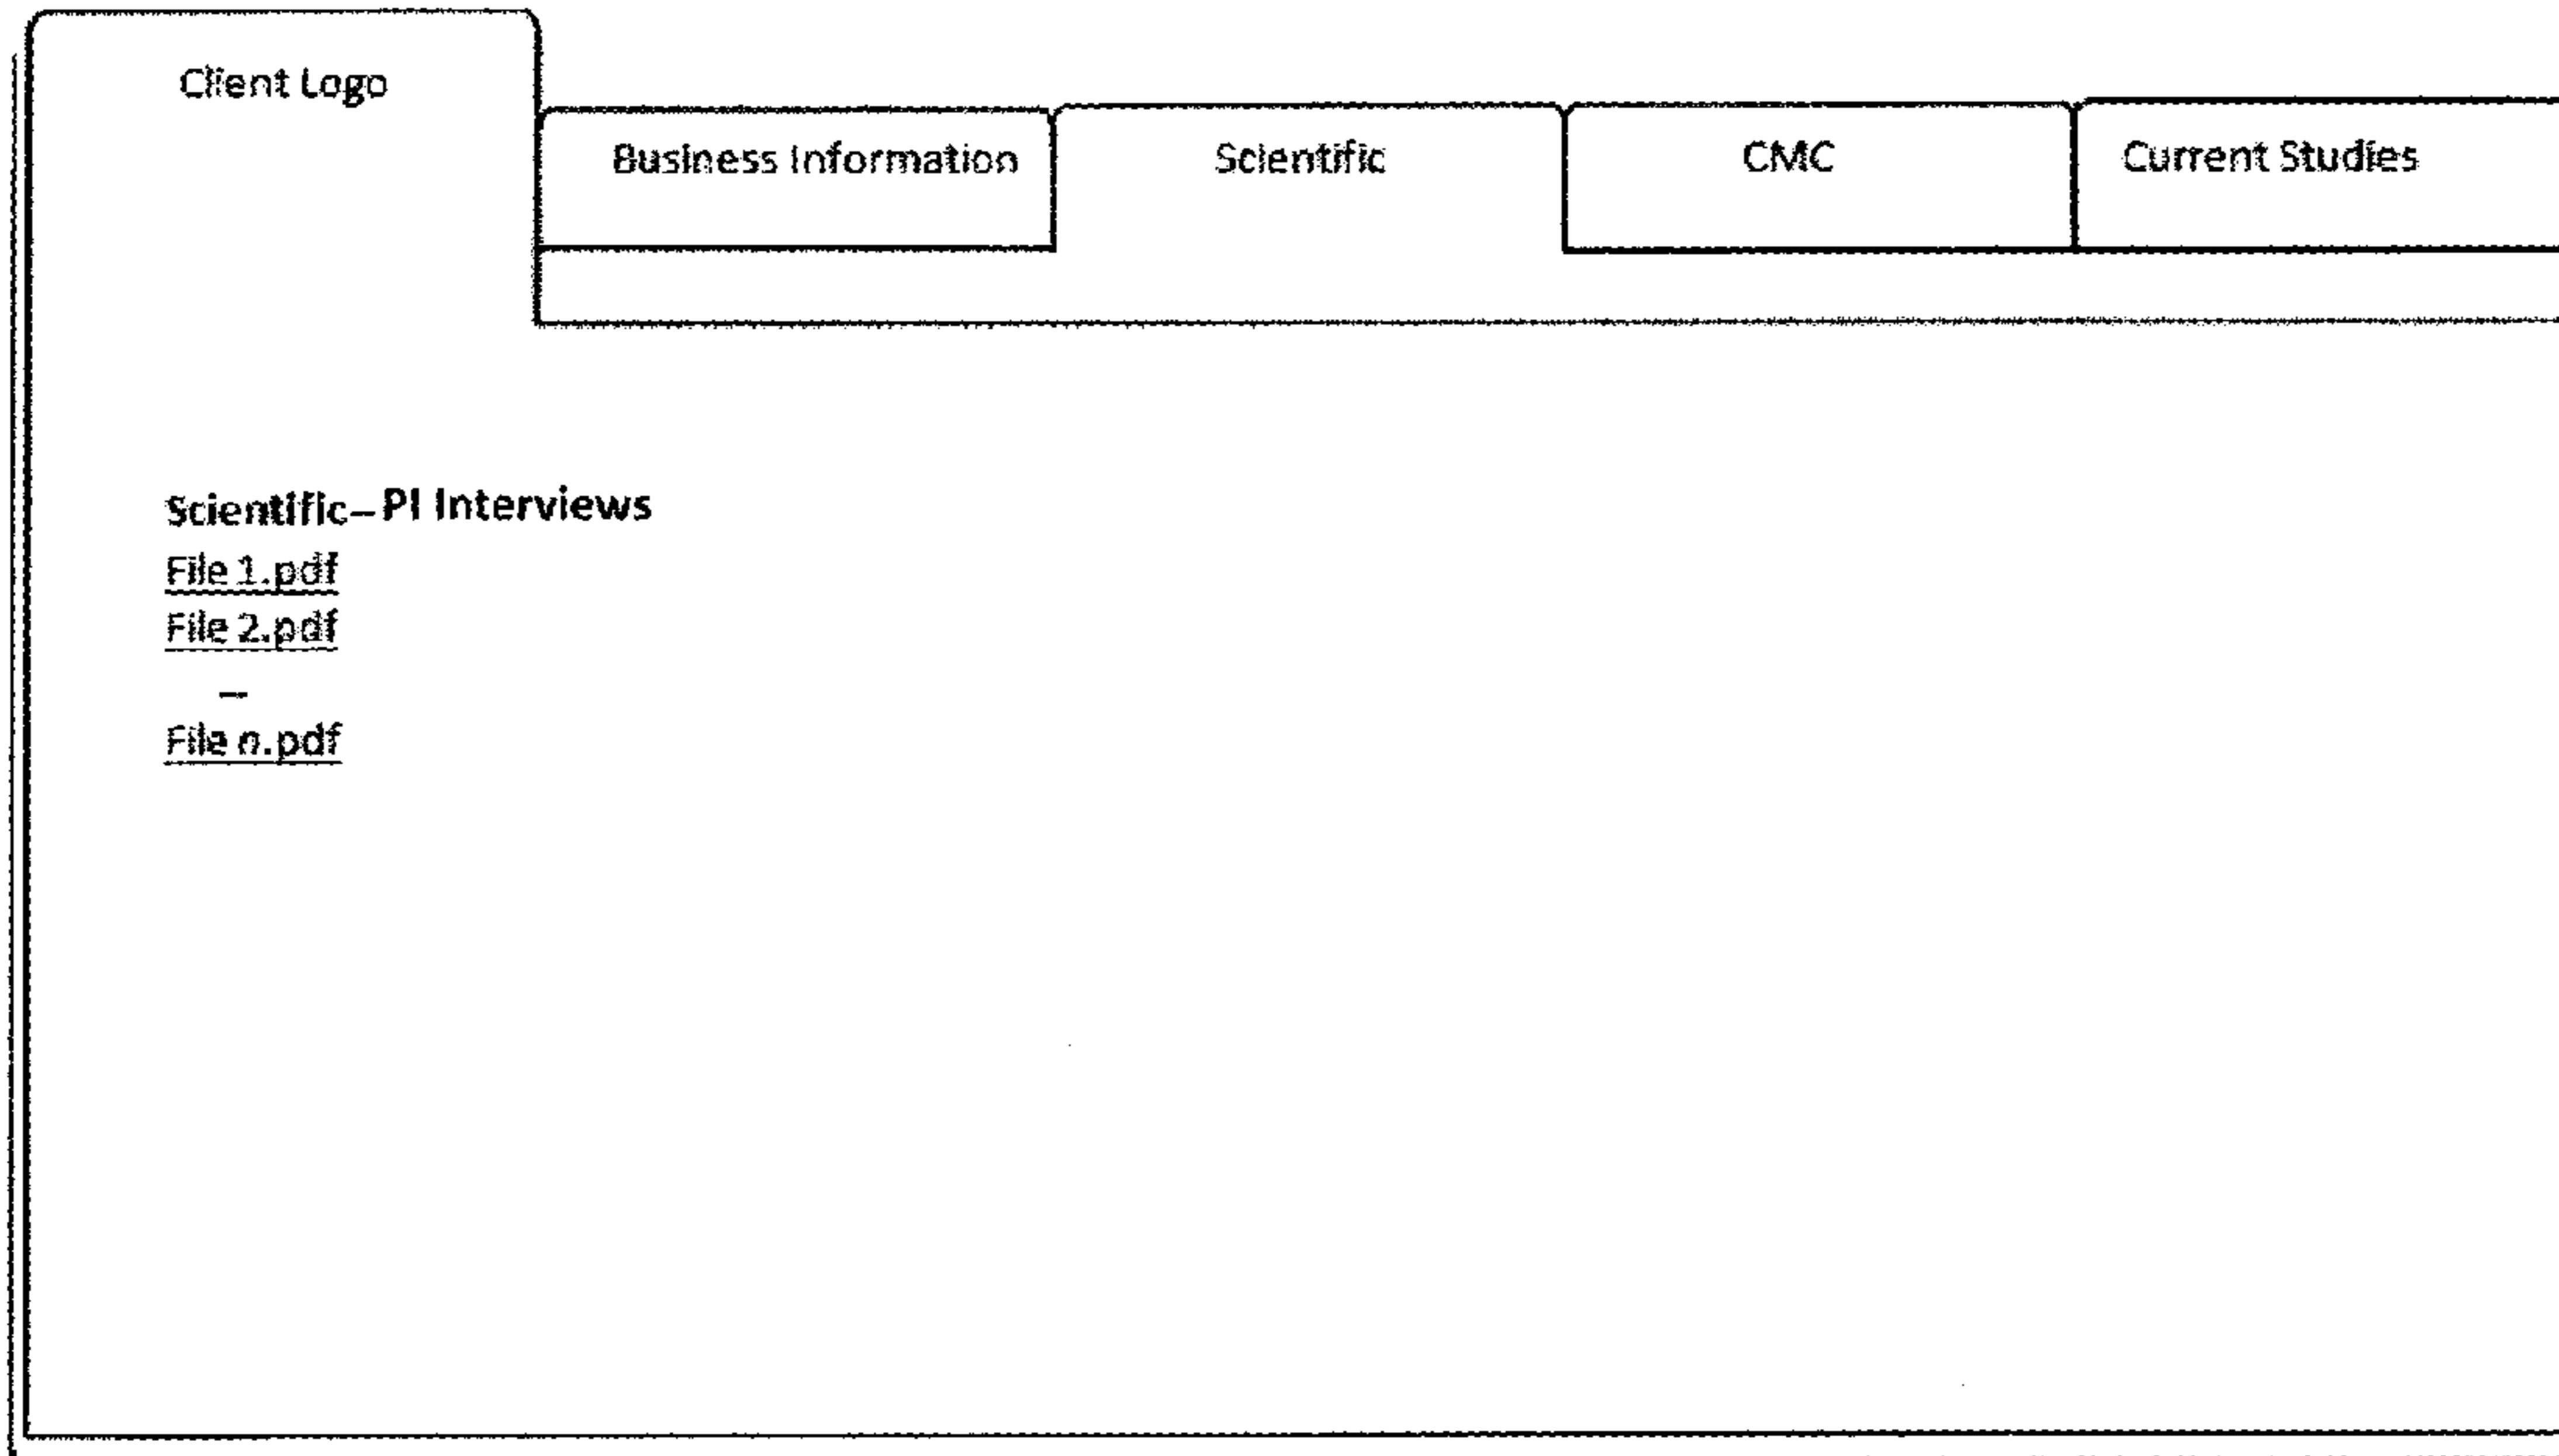 Client Logo
Business Information
Scientific
CMC
Current Studies
Scientific– PI Interviews
File 1.pdf
File 2.pdf
–
File n.pdf